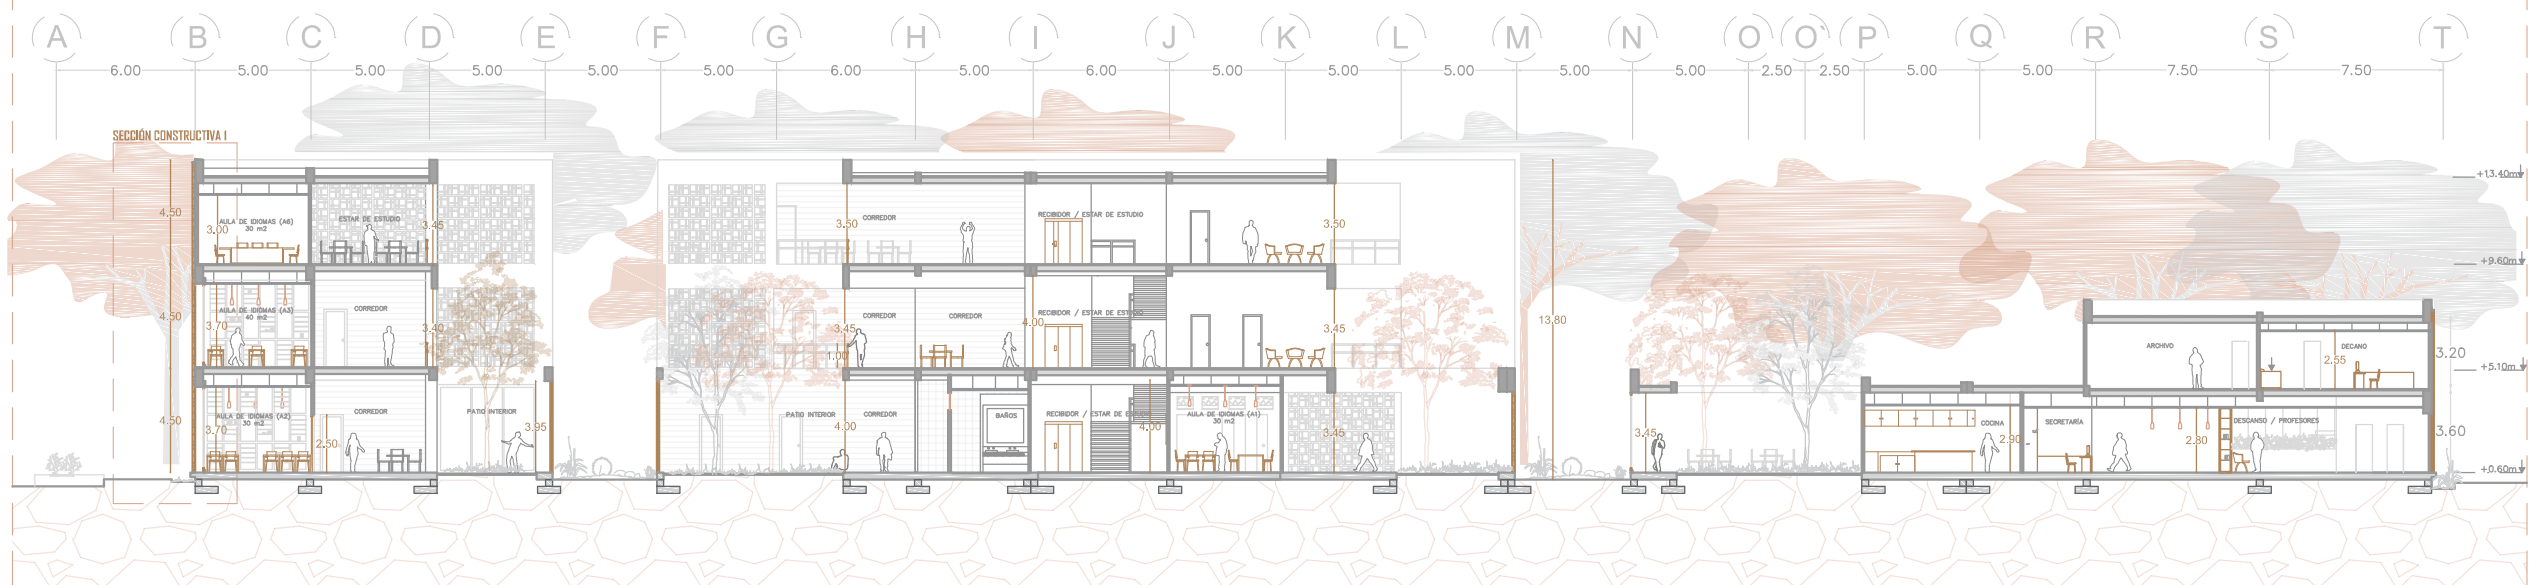 A B C D E F G H I J K L M N O O` P Q R S T
6.00 5.00 5.00 5.00 5.00 5.00 6.00 5.00 6.00 5.00 5.00 5.00 5.00 5.00 2.50 2.50 5.00 5.00 7.50 7.50
SECCIÓN CONSTRUCTIVA 1
+13.40m
4.50
AULA DE IDIOMAS (A6)
30 m2
3.00
ESTAR DE ESTUDIO
3.45
3.50
CORREDOR
RECIBIDOR / ESTAR DE ESTUDIO
3.50
+9.60m
4.50
AULA DE IDIOMAS (A3)
40 m2
3.70
CORREDOR
3.40
3.45
1.00
CORREDOR
CORREDOR
4.00
RECIBIDOR / ESTAR DE ESTUDIO
3.45
13.80
ARCHIVO
2.55
DECANO
3.20
+5.10m
4.50
AULA DE IDIOMAS (A2)
30 m2
3.70
2.50
CORREDOR
PATIO INTERIOR
3.95
PATIO INTERIOR
4.00
CORREDOR
BAÑOS
RECIBIDOR / ESTAR DE ESTUDIO
4.00
AULA DE IDIOMAS (A1)
30 m2
3.45
3.45
COCINA
2.90
SECRETARÍA
2.80
DESCANSO / PROFESORES
3.60
+0.60m